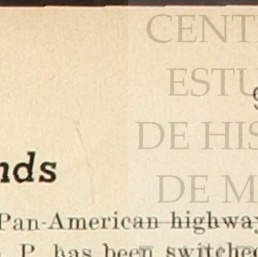 CENT
ESTU
DE HIS
DE M
nds
Pan-American highway
P. has been switched